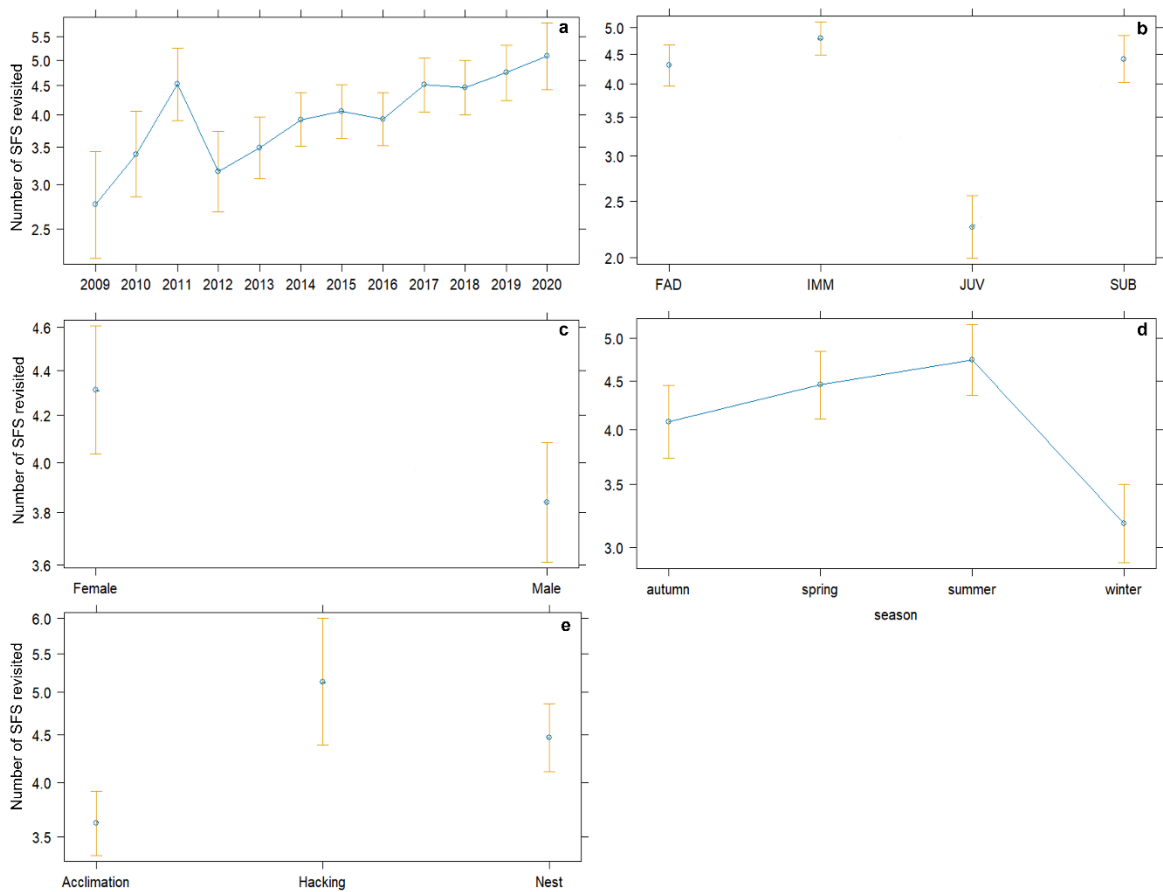 a
Number of SFS revisited
5.5
5.0
4.5
4.0
3.5
3.0
2.5
2009 2010 2011 2012 2013 2014 2015 2016 2017 2018 2019 2020
b
5.0
4.5
4.0
3.5
3.0
2.5
2.0
FAD IMM JUV SUB
c
Number of SFS revisited
4.6
4.4
4.2
4.0
3.8
3.6
Female Male
d
5.0
4.5
4.0
3.5
3.0
autumn spring summer winter
season
e
Number of SFS revisited
6.0
5.5
5.0
4.5
4.0
3.5
Acclimation Hacking Nest